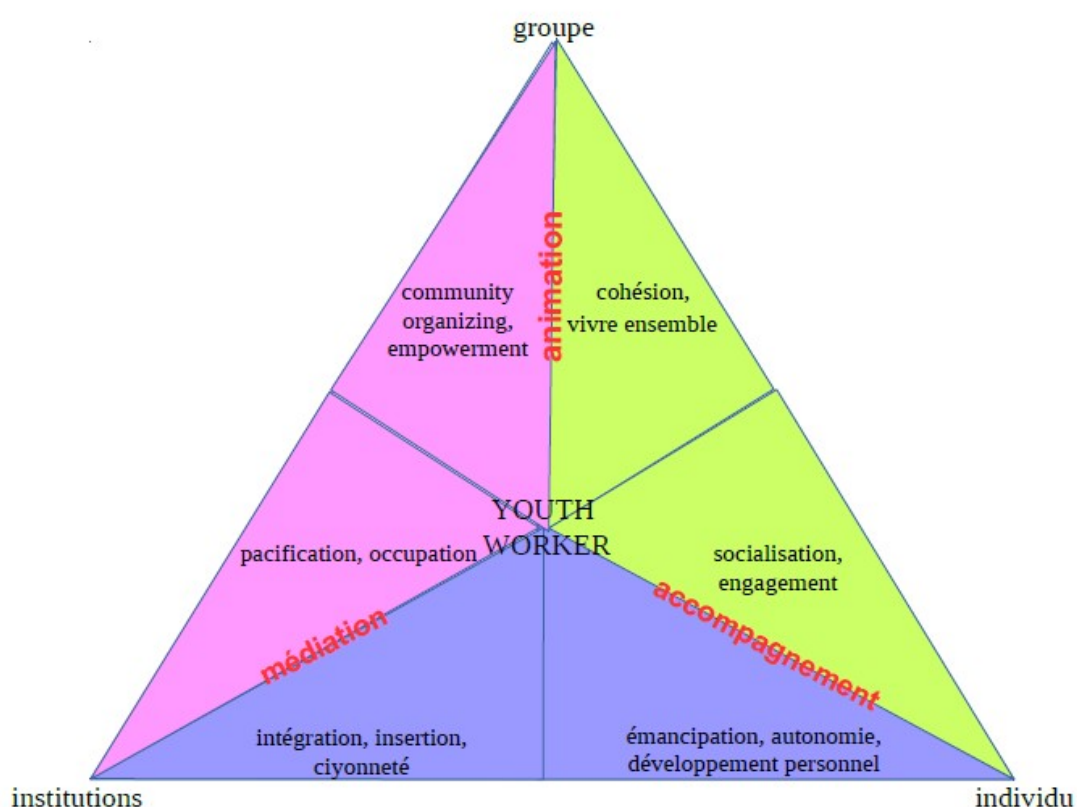 groupe
animation
community
organizing,
empowerment
cohésion,
vivre ensemble
YOUTH
WORKER
pacification, occupation
socialisation,
engagement
médiation
accompagnement
intégration, insertion,
ciyonneté
émancipation, autonomie,
développement personnel
institutions
individu